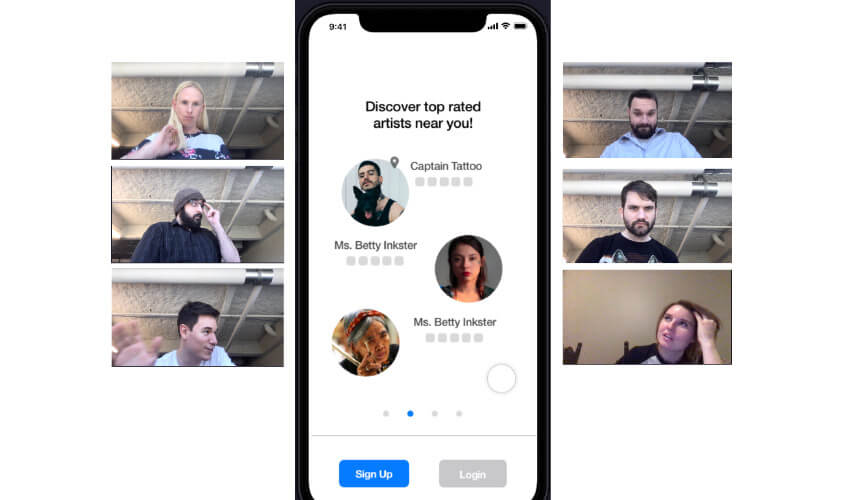 9:41
Discover top rated
artists near you!
Captain Tattoo
Ms. Betty Inkster
Ms. Betty Inkster
Sign Up
Login